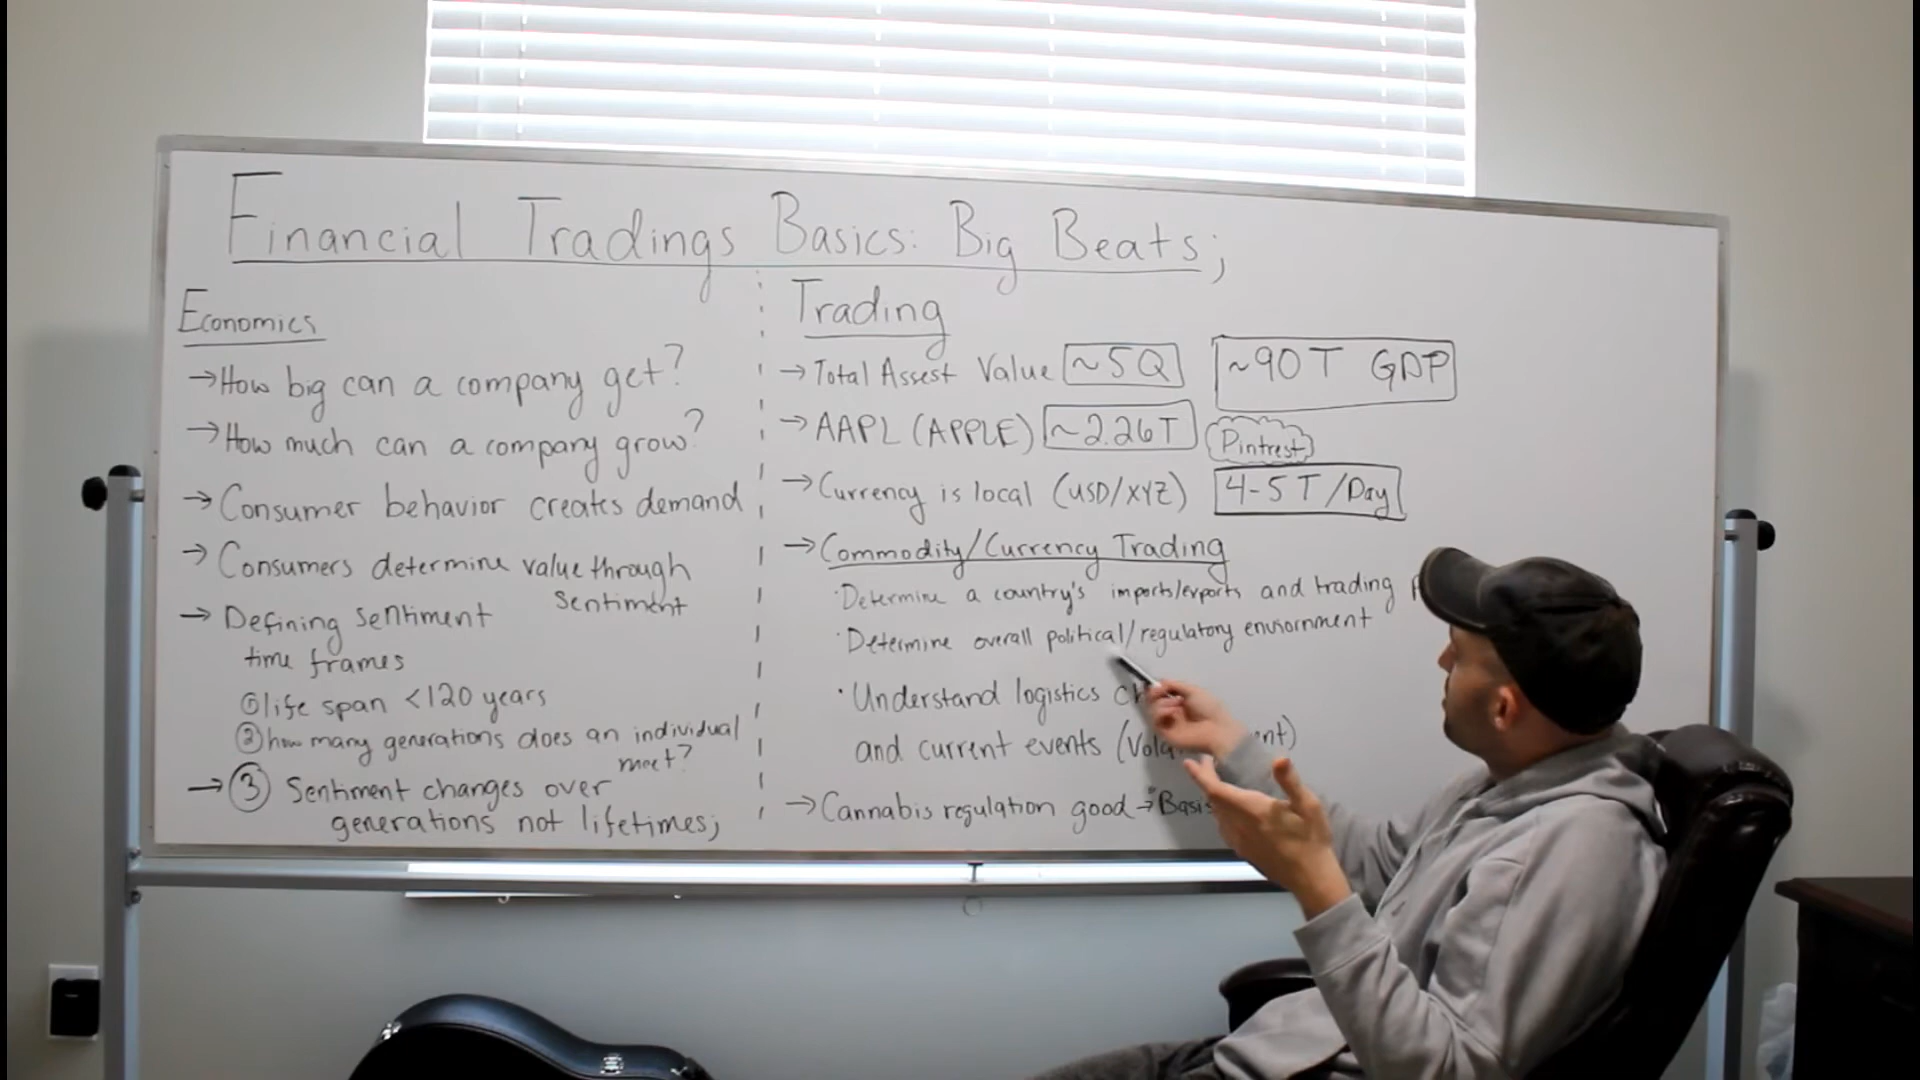 Financial Tradings Basics: Big Beats;
Economics
→How big can a company get?
→How much can a company grow?
→ Consumer behavior creates demand
→ Consumers determine value through
sentiment
→ Defining sentiment
time frames
① life span <120 years
② how many generations does an individual
meet?
→ ③ Sentiment changes over
generations not lifetimes;
Trading
→ Total Assest Value ~5Q ~90T GDP
→ AAPL (APPLE) ~2.26T Pintrest
→ Currency is local (USD/XYZ) 4-5T/Day
→ Commodity/Currency Trading
· Determine a country's imports/exports and trading
· Determine overall political/regulatory enviornment
· Understand logistics
and current events
→ Cannabis regulation good →